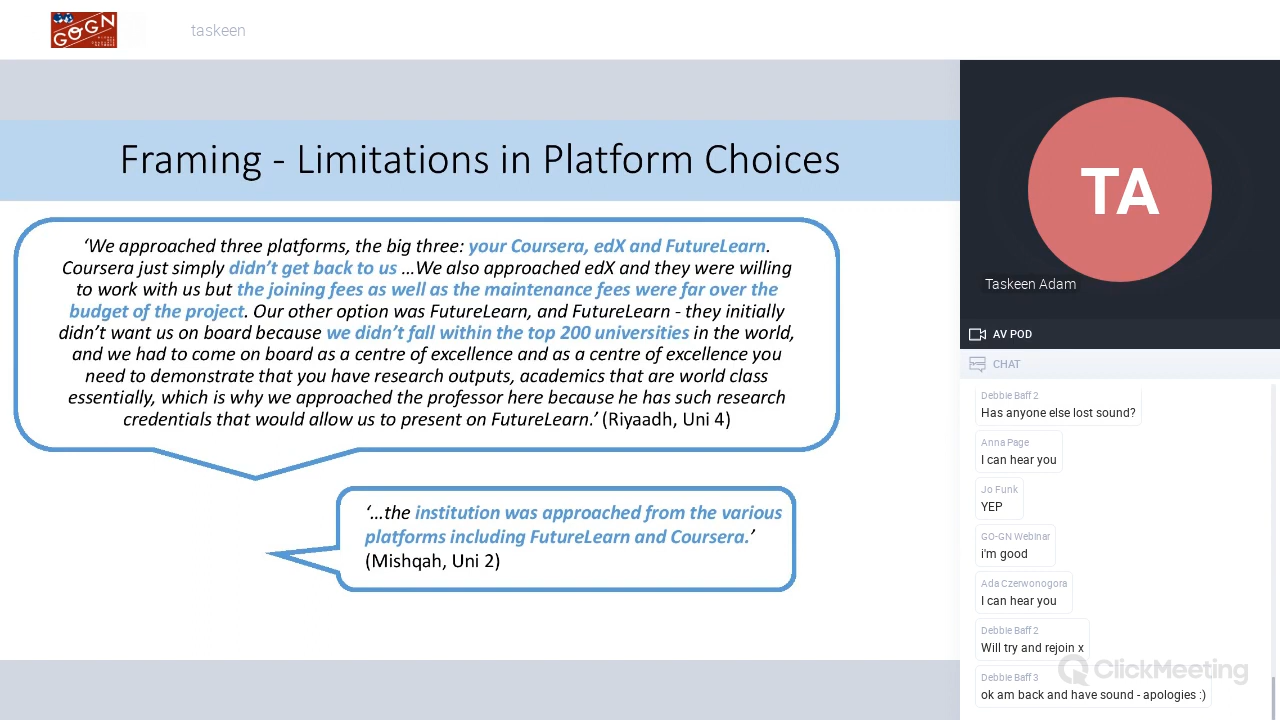 GOGN
taskeen
Framing - Limitations in Platform Choices
‘We approached three platforms, the big three: your Coursera, edX and FutureLearn.
Coursera just simply didn’t get back to us …We also approached edX and they were willing
to work with us but the joining fees as well as the maintenance fees were far over the
budget of the project. Our other option was FutureLearn, and FutureLearn - they initially
didn’t want us on board because we didn’t fall within the top 200 universities in the world,
and we had to come on board as a centre of excellence and as a centre of excellence you
need to demonstrate that you have research outputs, academics that are world class
essentially, which is why we approached the professor here because he has such research
credentials that would allow us to present on FutureLearn.’ (Riyaadh, Uni 4)
‘…the institution was approached from the various
platforms including FutureLearn and Coursera.’
(Mishqah, Uni 2)
TA
Taskeen Adam
AV POD
CHAT
Debbie Baff 2
Has anyone else lost sound?
Anna Page
I can hear you
Jo Funk
YEP
GO-GN Webinar
i'm good
Ada Czerwonogora
I can hear you
Debbie Baff 2
Will try and rejoin x
ClickMeeting
Debbie Baff 3
ok am back and have sound - apologies :)